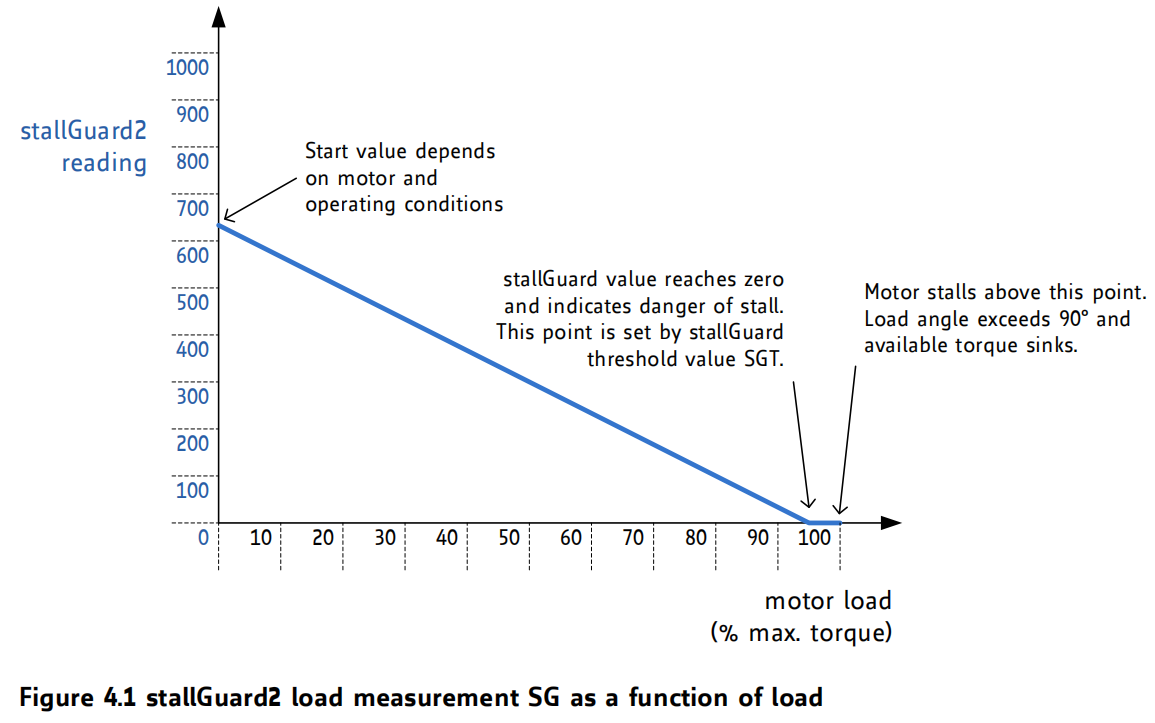 1000
900
800
700
600
500
400
300
200
100
0
stallGuard2
reading
Start value depends
on motor and
operating conditions
stallGuard value reaches zero
and indicates danger of stall.
This point is set by stallGuard
threshold value SGT.
Motor stalls above this point.
Load angle exceeds 90° and
available torque sinks.
10 20 30 40 50 60 70 80 90 100
motor load
(% max. torque)
Figure 4.1 stallGuard2 load measurement SG as a function of load